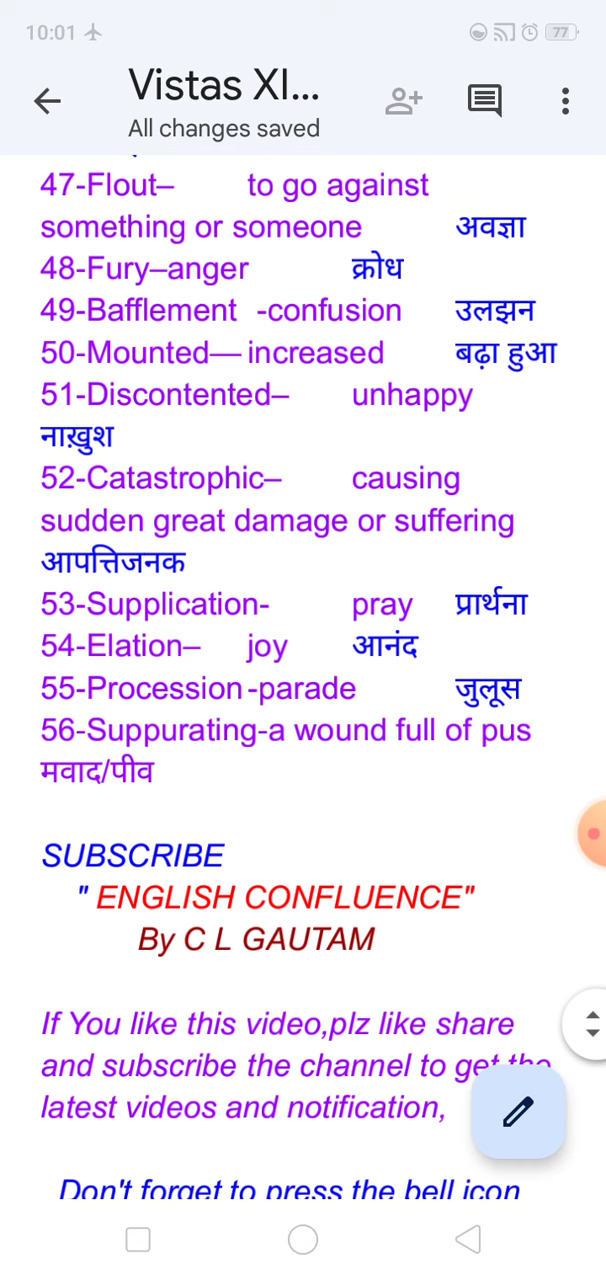 10:01
77
Vistas XI...
All changes saved
47-Flout– to go against
something or someone अवज्ञा
48-Fury–anger क्रोध
49-Bafflement -confusion उलझन
50-Mounted— increased बढ़ा हुआ
51-Discontented– unhappy
नाख़ुश
52-Catastrophic– causing
sudden great damage or suffering
आपत्तिजनक
53-Supplication- pray प्रार्थना
54-Elation– joy आनंद
55-Procession -parade जुलूस
56-Suppurating-a wound full of pus
मवाद/पीव
SUBSCRIBE
" ENGLISH CONFLUENCE"
By C L GAUTAM
If You like this video,plz like share
and subscribe the channel to get the
latest videos and notification,
Don't forget to press the bell icon